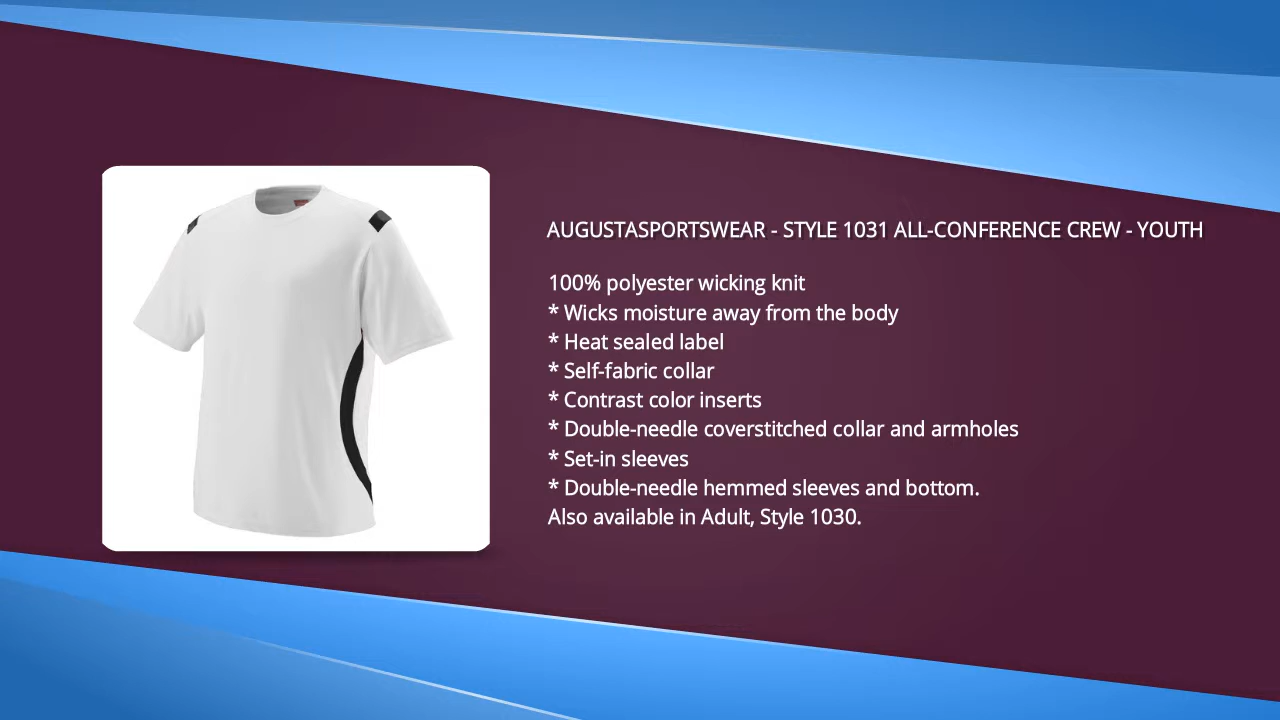 AUGUSTASPORTSWEAR - STYLE 1031 ALL-CONFERENCE CREW - YOUTH
100% polyester wicking knit
* Wicks moisture away from the body
* Heat sealed label
* Self-fabric collar
* Contrast color inserts
* Double-needle coverstitched collar and armholes
* Set-in sleeves
* Double-needle hemmed sleeves and bottom.
Also available in Adult, Style 1030.